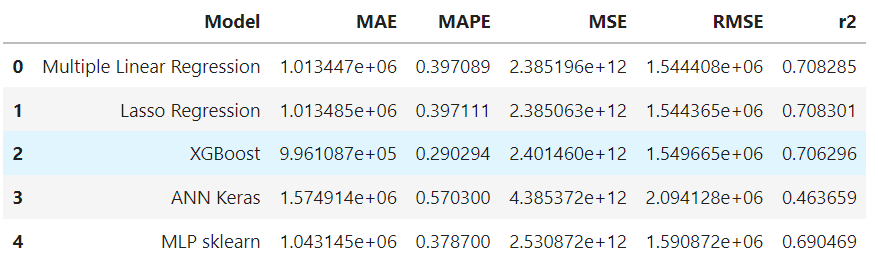 Model MAE MAPE MSE RMSE r2
0 Multiple Linear Regression 1.013447e+06 0.397089 2.385196e+12 1.544408e+06 0.708285
1 Lasso Regression 1.013485e+06 0.397111 2.385063e+12 1.544365e+06 0.708301
2 XGBoost 9.961087e+05 0.290294 2.401460e+12 1.549665e+06 0.706296
3 ANN Keras 1.574914e+06 0.570300 4.385372e+12 2.094128e+06 0.463659
4 MLP sklearn 1.043145e+06 0.378700 2.530872e+12 1.590872e+06 0.690469